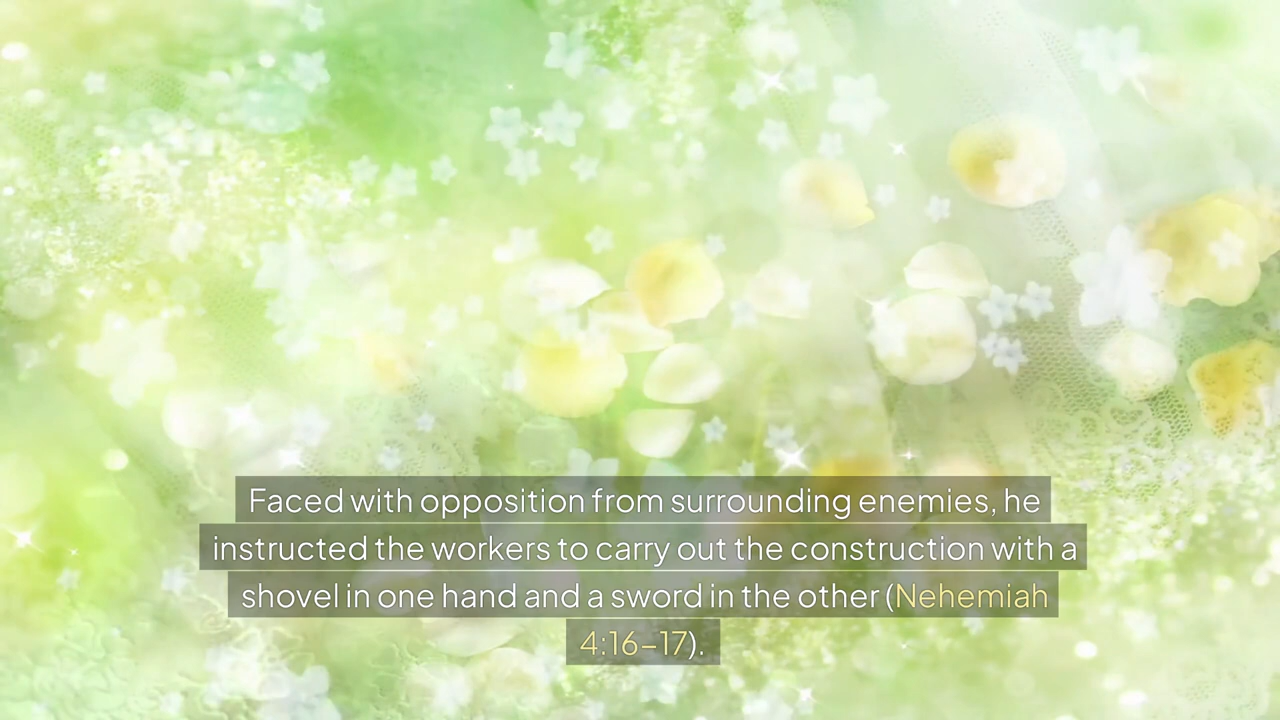 Faced with opposition from surrounding enemies, he
instructed the workers to carry out the construction with a
shovel in one hand and a sword in the other (Nehemiah
4:16–17).